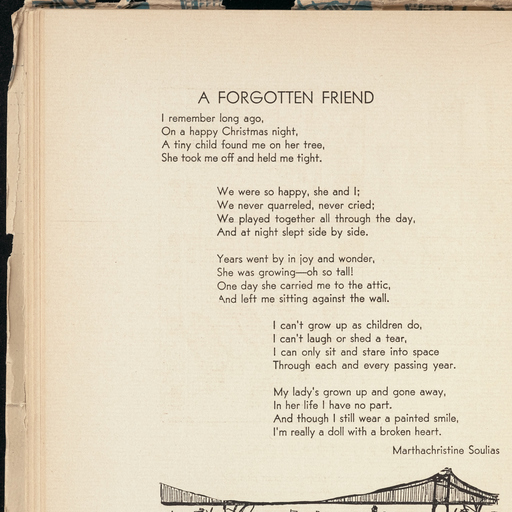 A FORGOTTEN FRIEND
I remember long ago,
On a happy Christmas night,
A tiny child found me on her tree,
She took me off and held me tight.
We were so happy, she and I;
We never quarreled, never cried;
We played together all through the day,
And at night slept side by side.
Years went by in joy and wonder,
She was growing—oh so tall!
One day she carried me to the attic,
And left me sitting against the wall.
I can't grow up as children do,
I can't laugh or shed a tear,
I can only sit and stare into space
Through each and every passing year.
My lady's grown up and gone away,
In her life I have no part.
And though I still wear a painted smile,
I'm really a doll with a broken heart.
Marthachristine Soulias